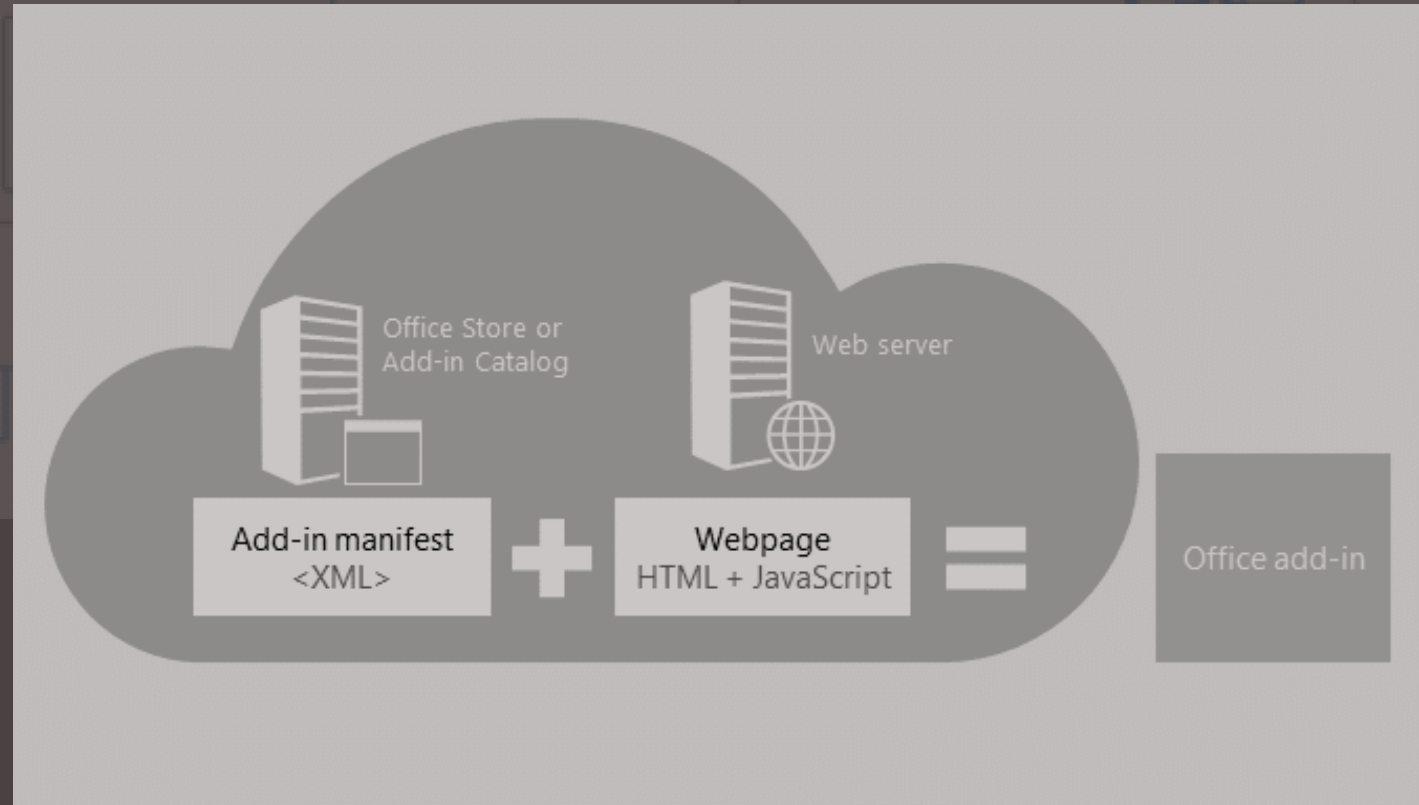 Office Store or
Add-in Catalog
Web server
Add-in manifest
<XML>
Webpage
HTML + JavaScript
Office add-in